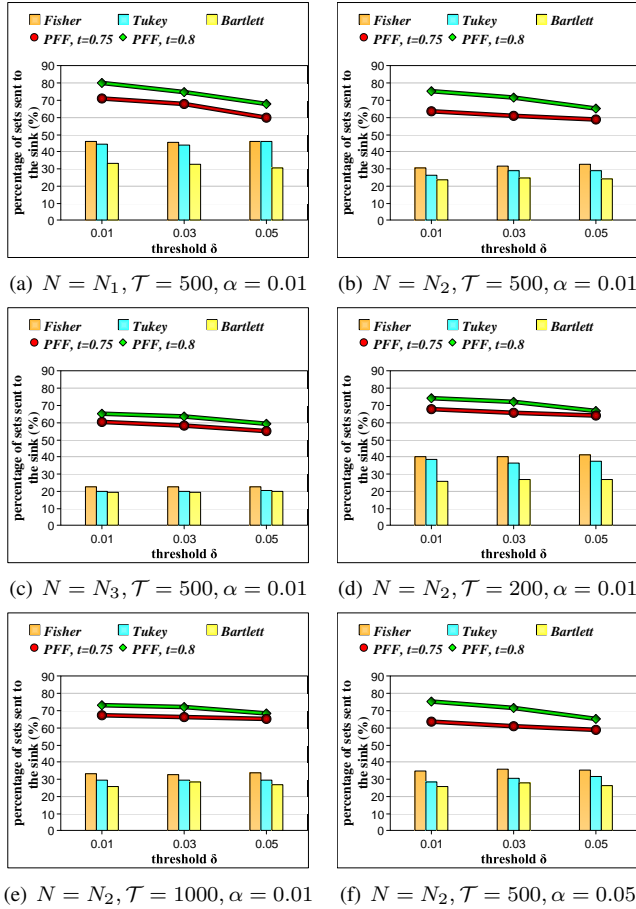 Fisher Tukey Bartlett
PFF, t=0.75 PFF, t=0.8
percentage of sets sent to
the sink (%)
90
80
70
60
50
40
30
20
10
0
0.01 0.03 0.05
threshold δ
(a) N = N₁, 𝒯 = 500, α = 0.01
Fisher Tukey Bartlett
PFF, t=0.75 PFF, t=0.8
percentage of sets sent to
the sink (%)
90
80
70
60
50
40
30
20
10
0
0.01 0.03 0.05
threshold δ
(b) N = N₂, 𝒯 = 500, α = 0.01
Fisher Tukey Bartlett
PFF, t=0.75 PFF, t=0.8
percentage of sets sent to
the sink (%)
90
80
70
60
50
40
30
20
10
0
0.01 0.03 0.05
threshold δ
(c) N = N₃, 𝒯 = 500, α = 0.01
Fisher Tukey Bartlett
PFF, t=0.75 PFF, t=0.8
percentage of sets sent to
the sink (%)
90
80
70
60
50
40
30
20
10
0
0.01 0.03 0.05
threshold δ
(d) N = N₂, 𝒯 = 200, α = 0.01
Fisher Tukey Bartlett
PFF, t=0.75 PFF, t=0.8
percentage of sets sent to
the sink (%)
90
80
70
60
50
40
30
20
10
0
0.01 0.03 0.05
threshold δ
(e) N = N₂, 𝒯 = 1000, α = 0.01
Fisher Tukey Bartlett
PFF, t=0.75 PFF, t=0.8
percentage of sets sent to
the sink (%)
90
80
70
60
50
40
30
20
10
0
0.01 0.03 0.05
threshold δ
(f) N = N₂, 𝒯 = 500, α = 0.05